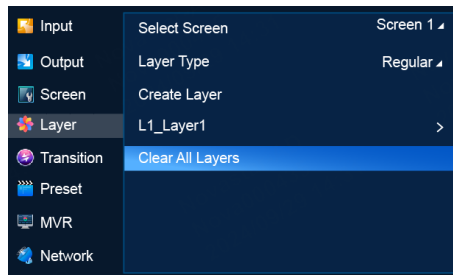 Input
Select Screen Screen 1
Output
Layer Type Regular
Screen
Create Layer
Layer
L1_Layer1 >
Transition
Clear All Layers
Preset
MVR
Network